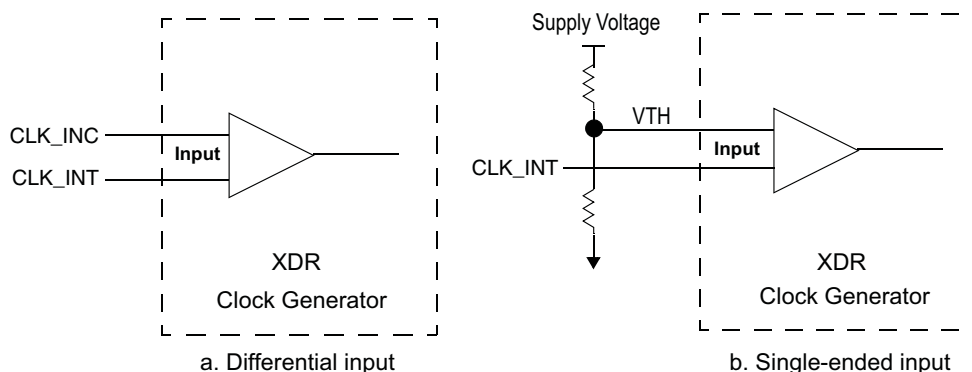 CLK_INC
CLK_INT
Input
XDR
Clock Generator
a. Differential input
Supply Voltage
VTH
CLK_INT
Input
XDR
Clock Generator
b. Single-ended input